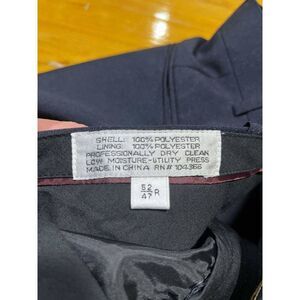 SHELL: 100% POLYESTER
LINING: 100% POLYESTER
PROFESSIONALLY DRY CLEAN
LOW MOISTURE-UTILITY PRESS
MADE IN CHINA RN# 104366
52
47 R